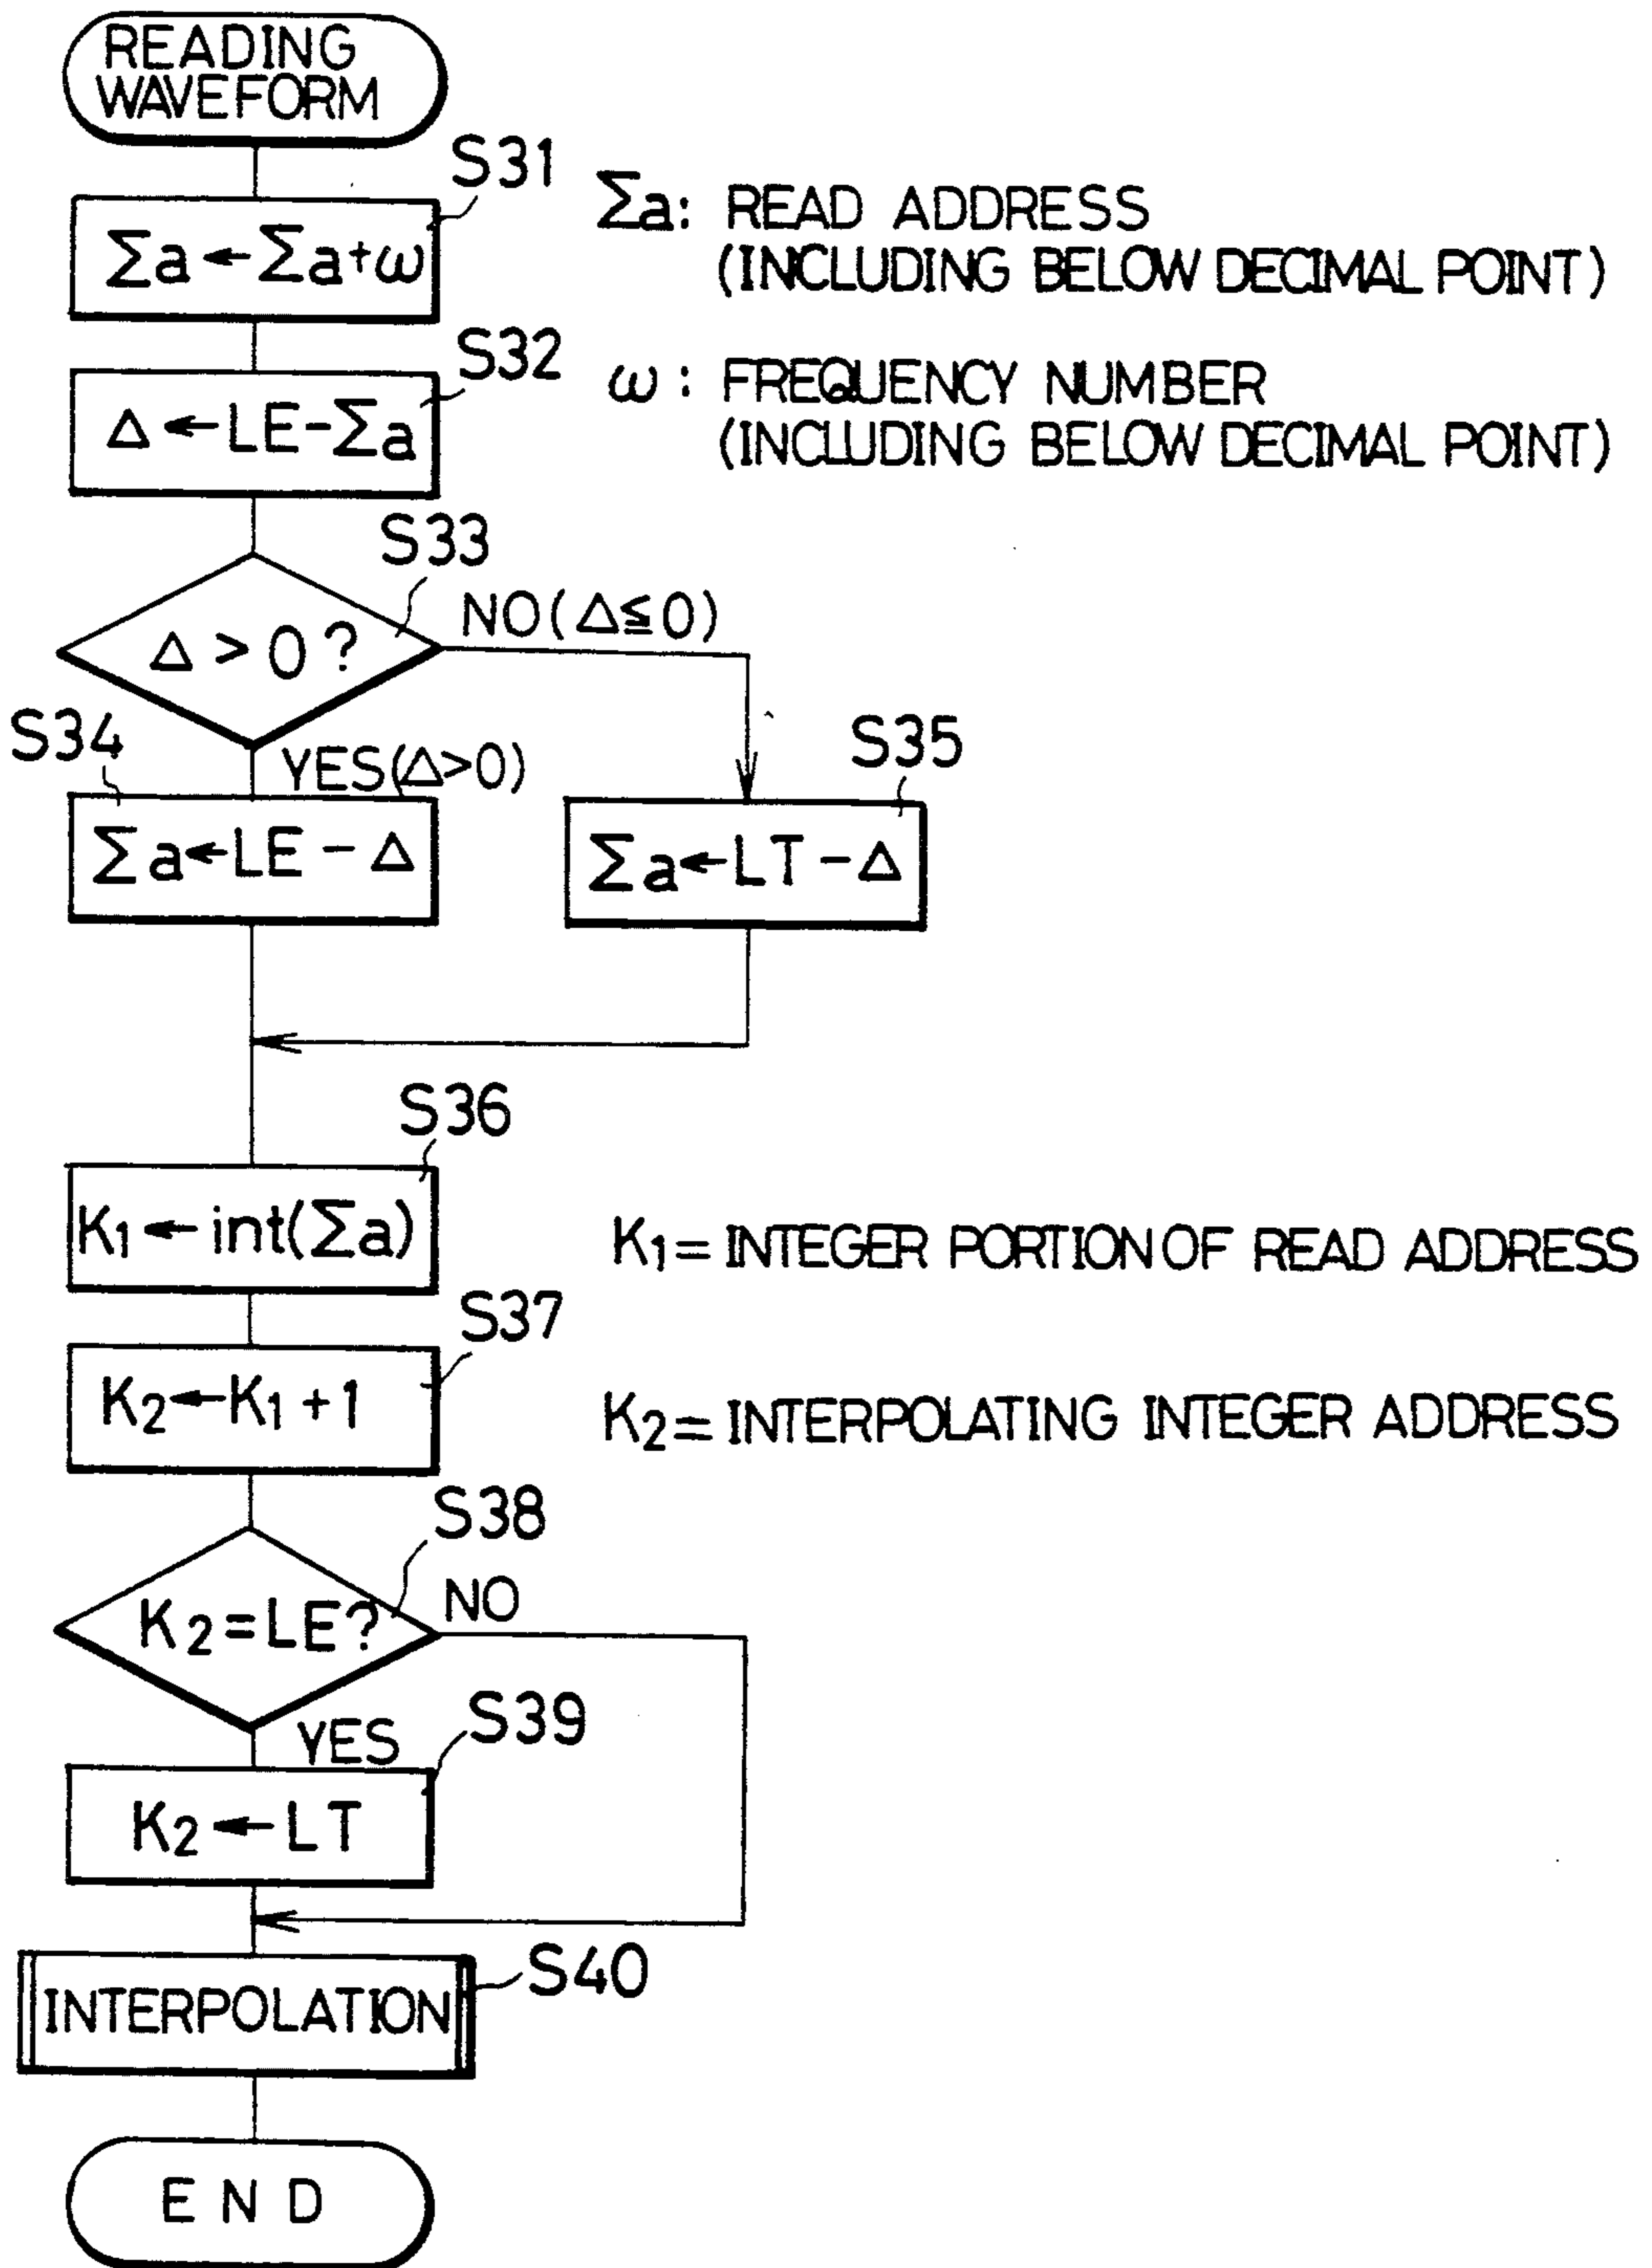 READING
WAVEFORM
S31
Σa ← Σa+ω
Σa: READ ADDRESS
(INCLUDING BELOW DECIMAL POINT)
S32
Δ ← LE-Σa
ω: FREQUENCY NUMBER
(INCLUDING BELOW DECIMAL POINT)
S33
Δ > 0 ?
NO(Δ≦0)
S34
YES(Δ>0)
Σa←LE - Δ
S35
Σa←LT - Δ
S36
K1 ← int(Σa)
K1 = INTEGER PORTION OF READ ADDRESS
S37
K2←K1 + 1
K2 = INTERPOLATING INTEGER ADDRESS
S38
K2 = LE?
NO
YES
S39
K2 ← LT
S40
INTERPOLATION
END